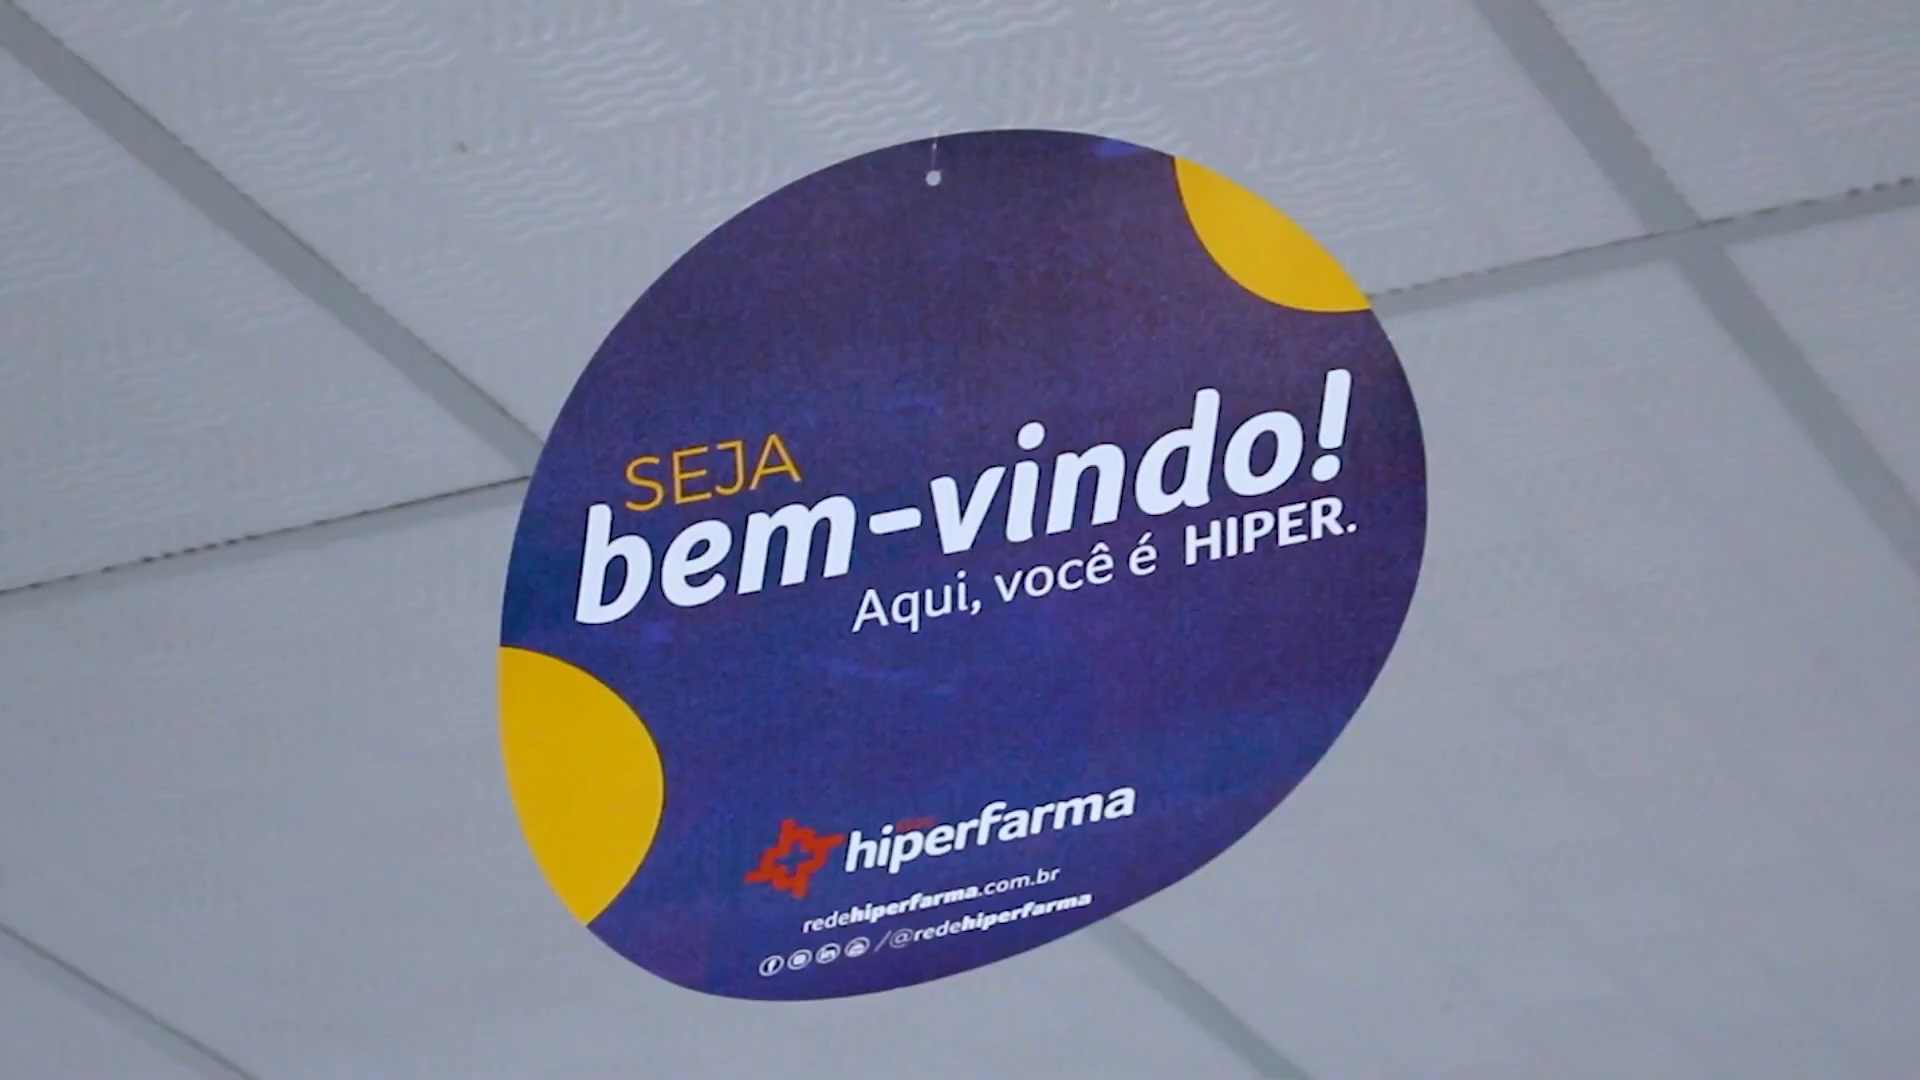 SEJA
bem-vindo!
Aqui, você é HIPER.
hiperfarma
redehiperfarma.com.br
/@redehiperfarma